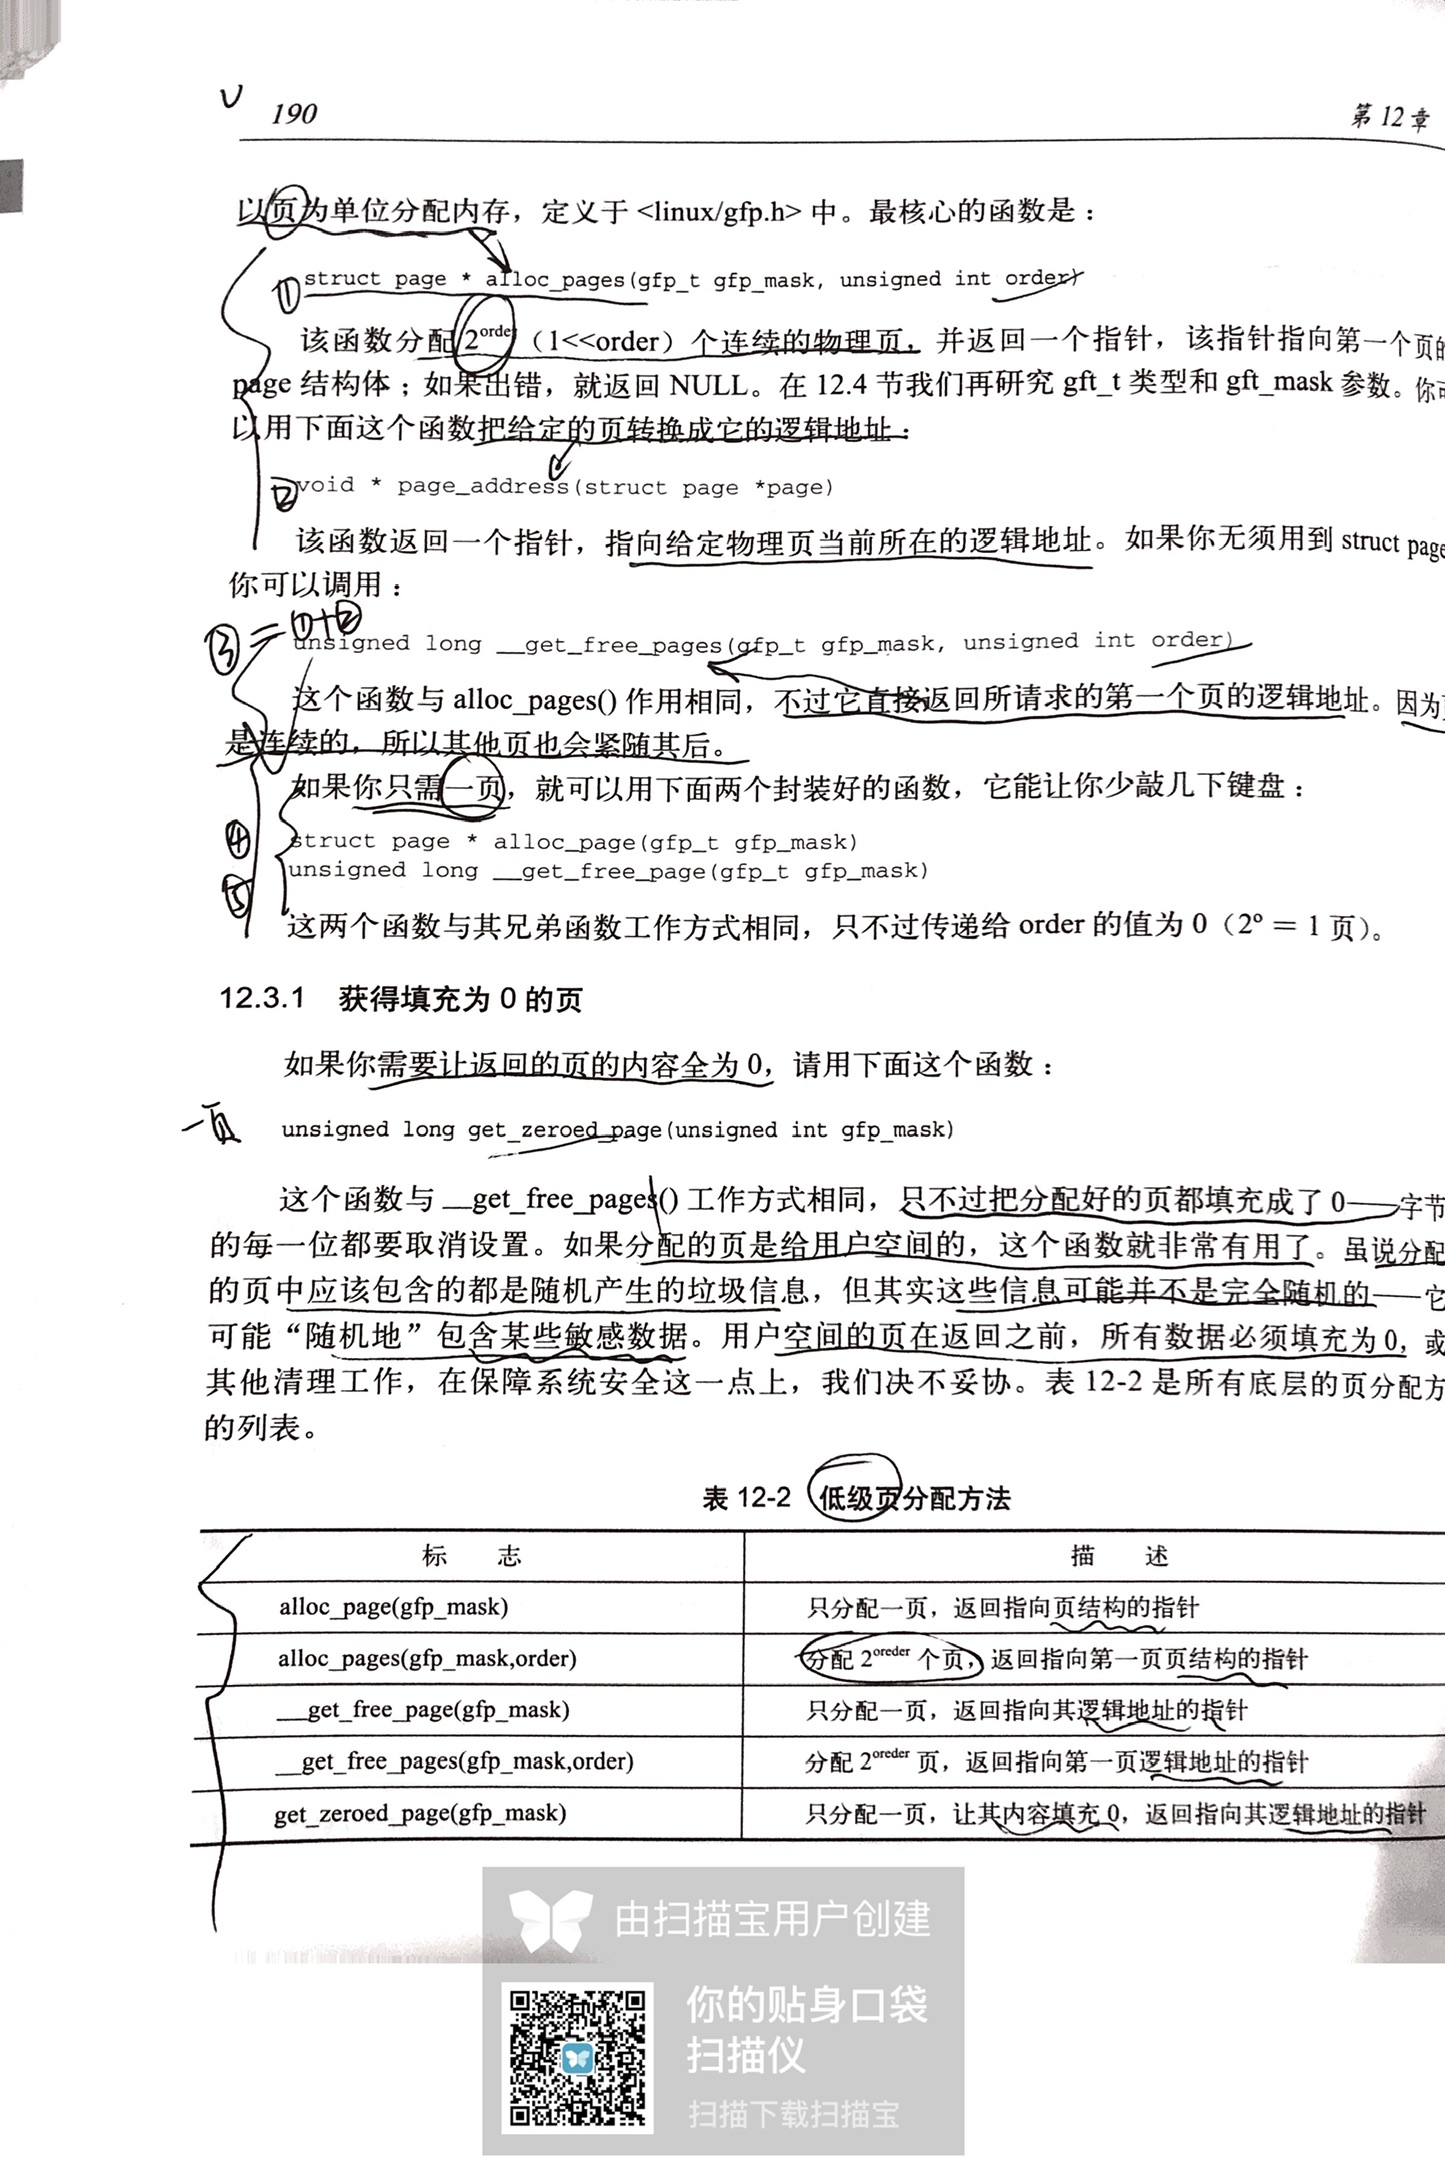 190
第12章
以页为单位分配内存，定义于 <linux/gfp.h> 中。最核心的函数是：
① struct page * alloc_pages(gfp_t gfp_mask, unsigned int order)
该函数分配 2^order（1<<order）个连续的物理页，并返回一个指针，该指针指向第一个页的
page 结构体；如果出错，就返回 NULL。在 12.4 节我们再研究 gft_t 类型和 gft_mask 参数。你可
以用下面这个函数把给定的页转换成它的逻辑地址：
② void * page_address(struct page *page)
该函数返回一个指针，指向给定物理页当前所在的逻辑地址。如果你无须用到 struct page
你可以调用：
③ = ①+②
unsigned long __get_free_pages(gfp_t gfp_mask, unsigned int order)
这个函数与 alloc_pages() 作用相同，不过它直接返回所请求的第一个页的逻辑地址。因为
是连续的，所以其他页也会紧随其后。
如果你只需一页，就可以用下面两个封装好的函数，它能让你少敲几下键盘：
④ struct page * alloc_page(gfp_t gfp_mask)
⑤ unsigned long __get_free_page(gfp_t gfp_mask)
这两个函数与其兄弟函数工作方式相同，只不过传递给 order 的值为 0（2⁰ = 1 页）。
12.3.1 获得填充为 0 的页
如果你需要让返回的页的内容全为 0，请用下面这个函数：
一页 unsigned long get_zeroed_page(unsigned int gfp_mask)
这个函数与 __get_free_pages() 工作方式相同，只不过把分配好的页都填充成了 0——字节
的每一位都要取消设置。如果分配的页是给用户空间的，这个函数就非常有用了。虽说分配
的页中应该包含的都是随机产生的垃圾信息，但其实这些信息可能并不是完全随机的——它
可能“随机地”包含某些敏感数据。用户空间的页在返回之前，所有数据必须填充为 0，或
其他清理工作，在保障系统安全这一点上，我们决不妥协。表 12-2 是所有底层的页分配方
的列表。
表 12-2 低级页分配方法
标 志 描 述
alloc_page(gfp_mask) 只分配一页，返回指向页结构的指针
alloc_pages(gfp_mask,order) 分配 2^oreder 个页，返回指向第一页页结构的指针
__get_free_page(gfp_mask) 只分配一页，返回指向其逻辑地址的指针
__get_free_pages(gfp_mask,order) 分配 2^oreder 页，返回指向第一页逻辑地址的指针
get_zeroed_page(gfp_mask) 只分配一页，让其内容填充 0，返回指向其逻辑地址的指针
由扫描宝用户创建
你的贴身口袋
扫描仪
扫描下载扫描宝